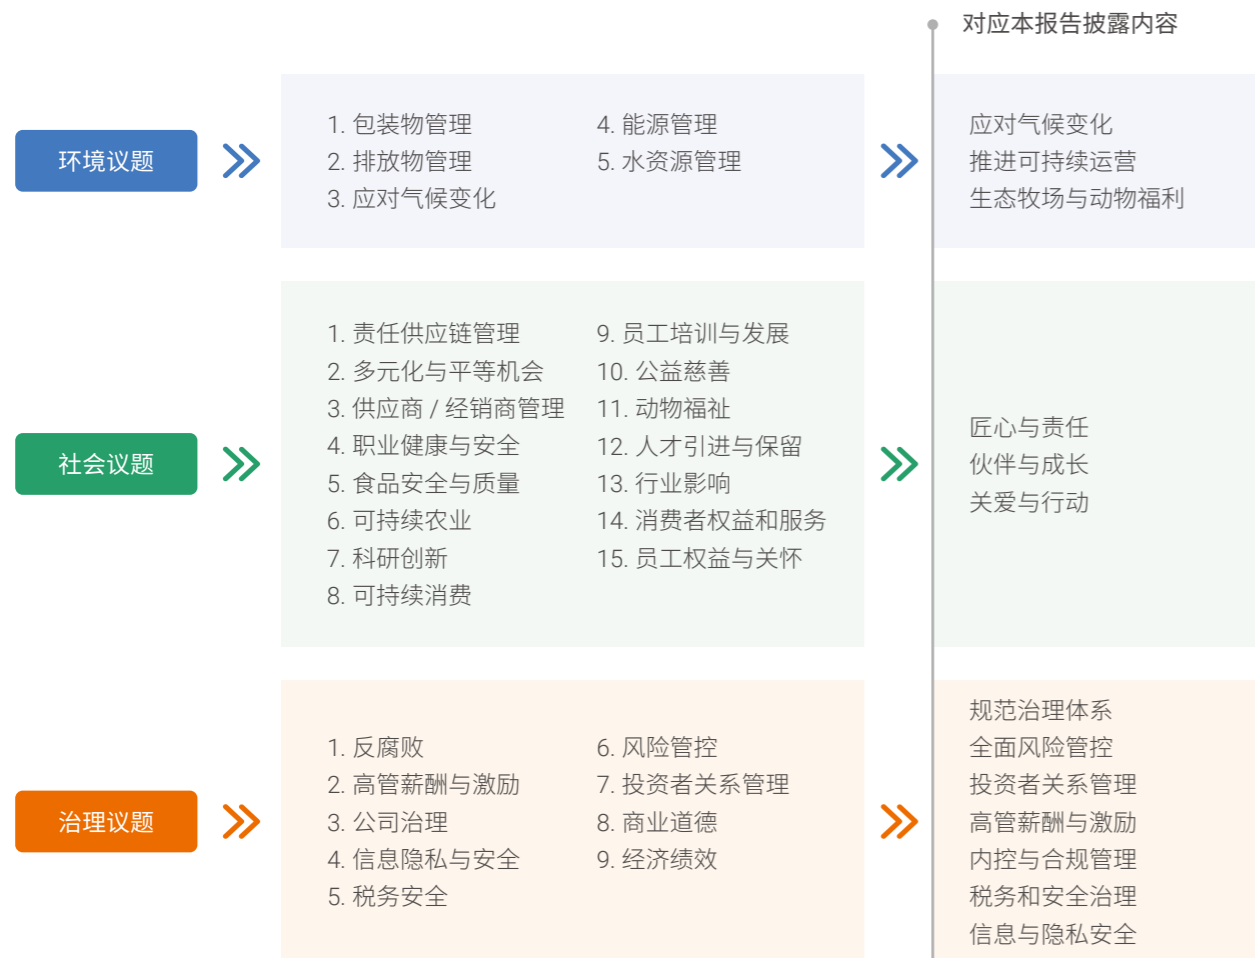 对应本报告披露内容
环境议题
1. 包装物管理
2. 排放物管理
3. 应对气候变化
4. 能源管理
5. 水资源管理
应对气候变化
推进可持续运营
生态牧场与动物福利
社会议题
1. 责任供应链管理
2. 多元化与平等机会
3. 供应商 / 经销商管理
4. 职业健康与安全
5. 食品安全与质量
6. 可持续农业
7. 科研创新
8. 可持续消费
9. 员工培训与发展
10. 公益慈善
11. 动物福祉
12. 人才引进与保留
13. 行业影响
14. 消费者权益和服务
15. 员工权益与关怀
匠心与责任
伙伴与成长
关爱与行动
治理议题
1. 反腐败
2. 高管薪酬与激励
3. 公司治理
4. 信息隐私与安全
5. 税务安全
6. 风险管控
7. 投资者关系管理
8. 商业道德
9. 经济绩效
规范治理体系
全面风险管控
投资者关系管理
高管薪酬与激励
内控与合规管理
税务和安全治理
信息与隐私安全